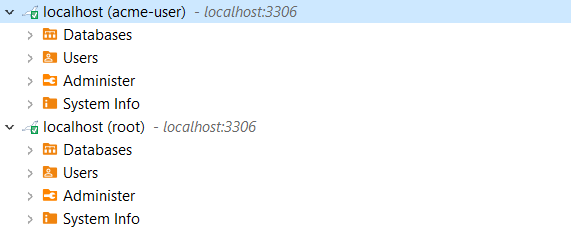 localhost (acme-user) - localhost:3306
Databases
Users
Administer
System Info
localhost (root) - localhost:3306
Databases
Users
Administer
System Info